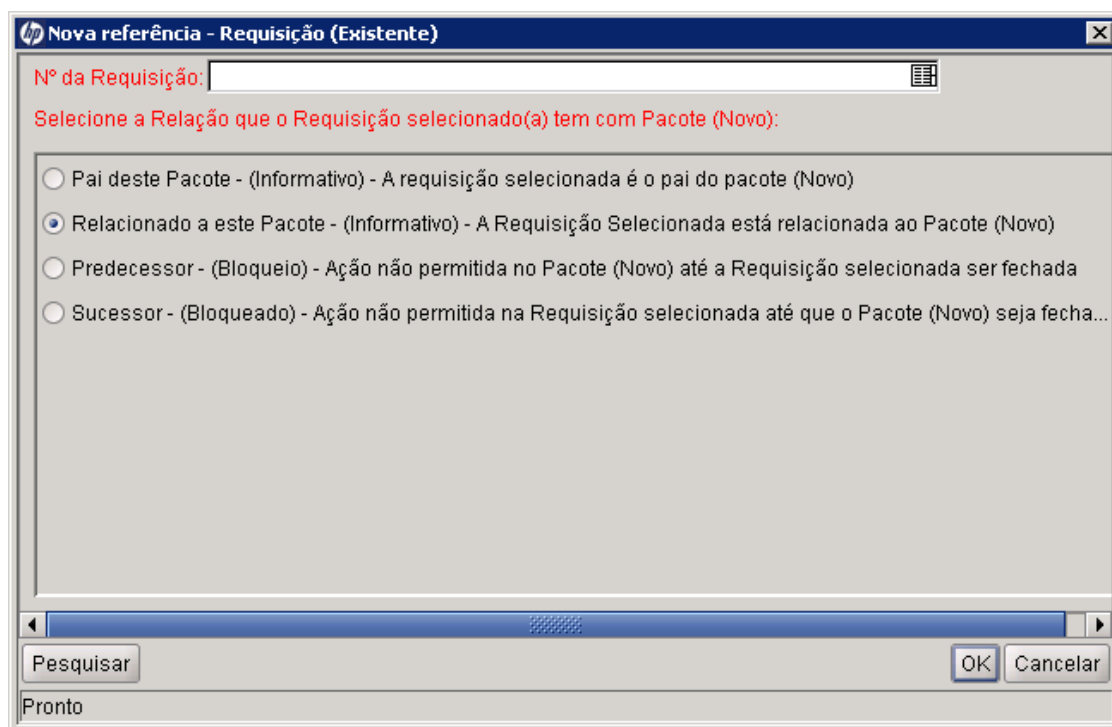 hp Nova referência - Requisição (Existente)
Nº da Requisição:
Selecione a Relação que o Requisição selecionado(a) tem com Pacote (Novo):
Pai deste Pacote - (Informativo) - A requisição selecionada é o pai do pacote (Novo)
Relacionado a este Pacote - (Informativo) - A Requisição Selecionada está relacionada ao Pacote (Novo)
Predecessor - (Bloqueio) - Ação não permitida no Pacote (Novo) até a Requisição selecionada ser fechada
Sucessor - (Bloqueado) - Ação não permitida na Requisição selecionada até que o Pacote (Novo) seja fecha...
Pesquisar OK Cancelar
Pronto